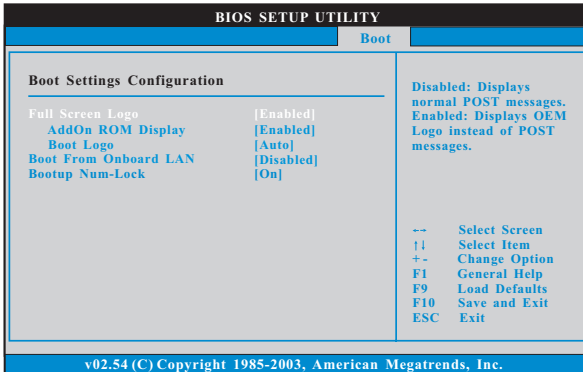 BIOS SETUP UTILITY
Boot
Boot Settings Configuration
Full Screen Logo [Enabled]
AddOn ROM Display [Enabled]
Boot Logo [Auto]
Boot From Onboard LAN [Disabled]
Bootup Num-Lock [On]
Disabled: Displays
normal POST messages.
Enabled: Displays OEM
Logo instead of POST
messages.
←→ Select Screen
↑↓ Select Item
+ - Change Option
F1 General Help
F9 Load Defaults
F10 Save and Exit
ESC Exit
v02.54 (C) Copyright 1985-2003, American Megatrends, Inc.